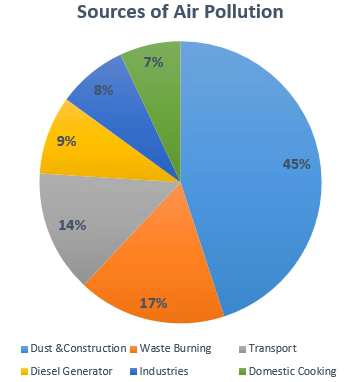 Sources of Air Pollution
7%
8%
45%
9%
14%
17%
Dust &Construction Waste Burning Transport
Diesel Generator Industries Domestic Cooking